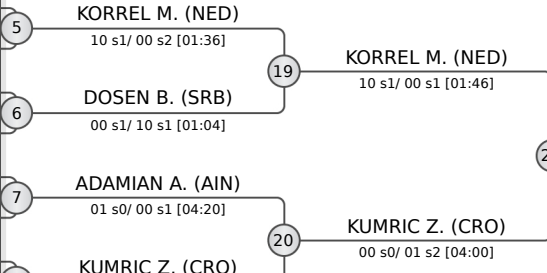 KORREL M. (NED)
5
10 s1/ 00 s2 [01:36]
19
KORREL M. (NED)
10 s1/ 00 s1 [01:46]
DOSEN B. (SRB)
6
00 s1/ 10 s1 [01:04]
ADAMIAN A. (AIN)
7
01 s0/ 00 s1 [04:20]
20
KUMRIC Z. (CRO)
00 s0/ 01 s2 [04:00]
KUMRIC Z. (CRO)